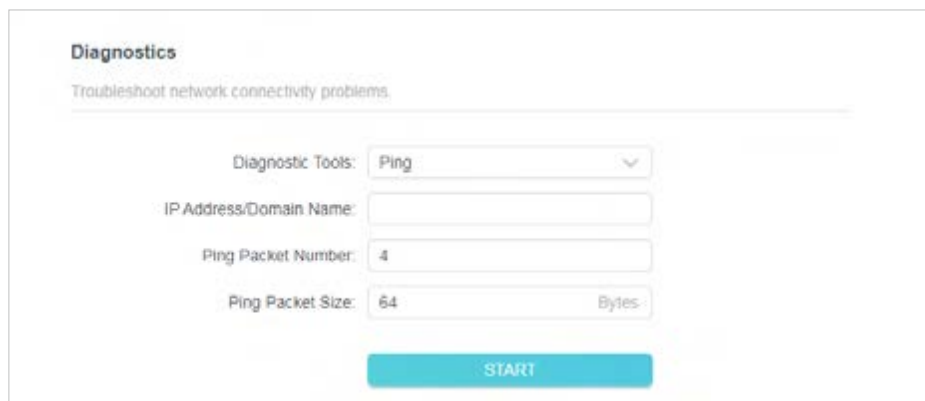 Diagnostics
Troubleshoot network connectivity problems.
Diagnostic Tools: Ping
IP Address/Domain Name:
Ping Packet Number: 4
Ping Packet Size: 64 Bytes
START